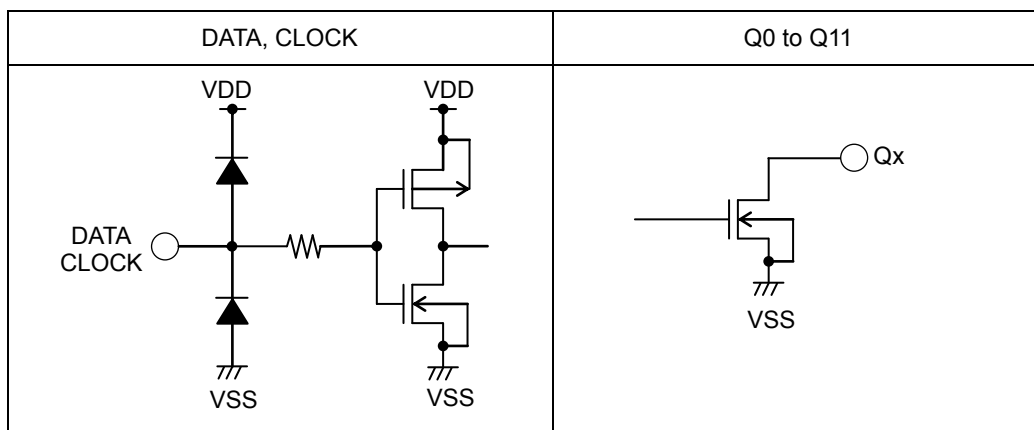 DATA, CLOCK
Q0 to Q11
VDD
VDD
DATA
CLOCK
VSS
VSS
Qx
VSS